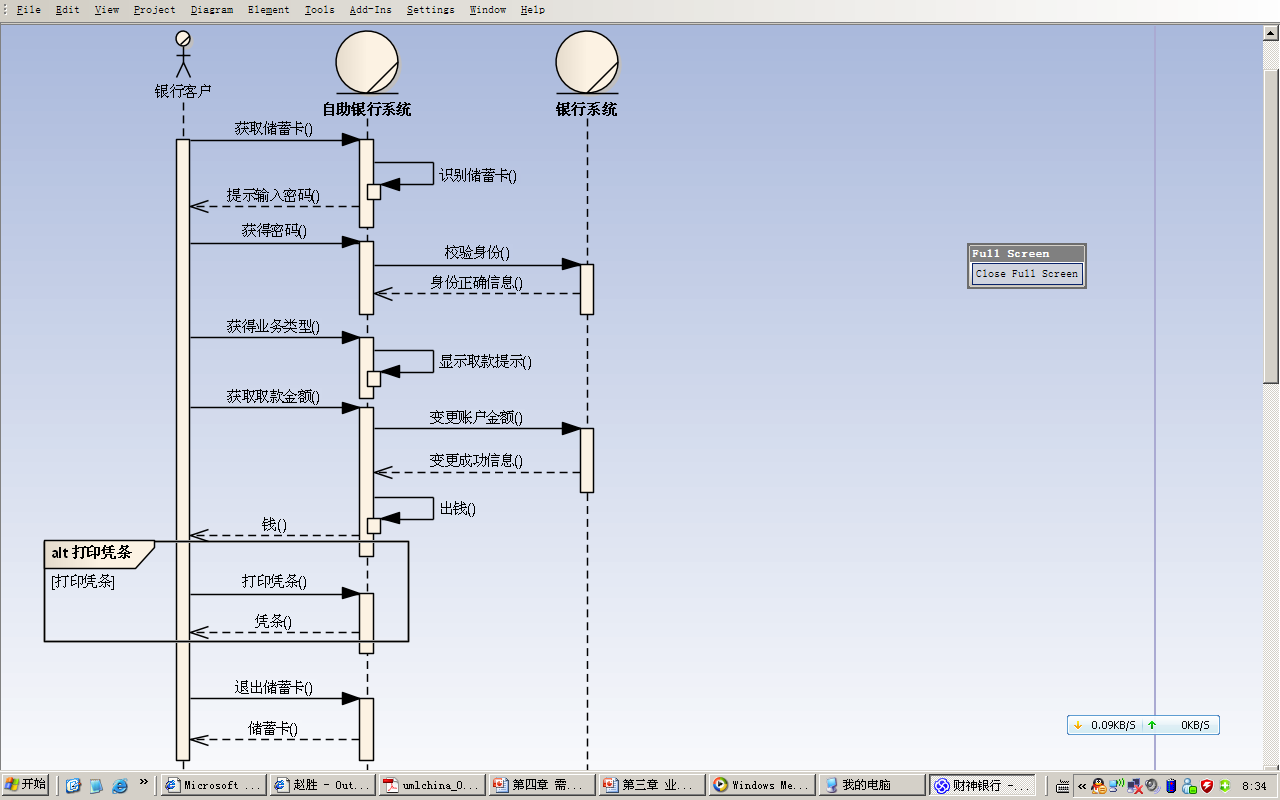 File Edit View Project Diagram Element Tools Add-Ins Settings Window Help
银行客户
自助银行系统
银行系统
获取储蓄卡()
识别储蓄卡()
提示输入密码()
获得密码()
校验身份()
Full Screen
Close Full Screen
身份正确信息()
获得业务类型()
显示取款提示()
获取取款金额()
变更账户金额()
变更成功信息()
出钱()
钱()
alt 打印凭条
[打印凭条]
打印凭条()
凭条()
退出储蓄卡()
储蓄卡()
0.09KB/S 0KB/S
开始 » Microsoft ... 赵胜 - Out... umlchina_O... 第四章 需... 第三章 业... Windows Me... 我的电脑 财神银行 -... « 8:34